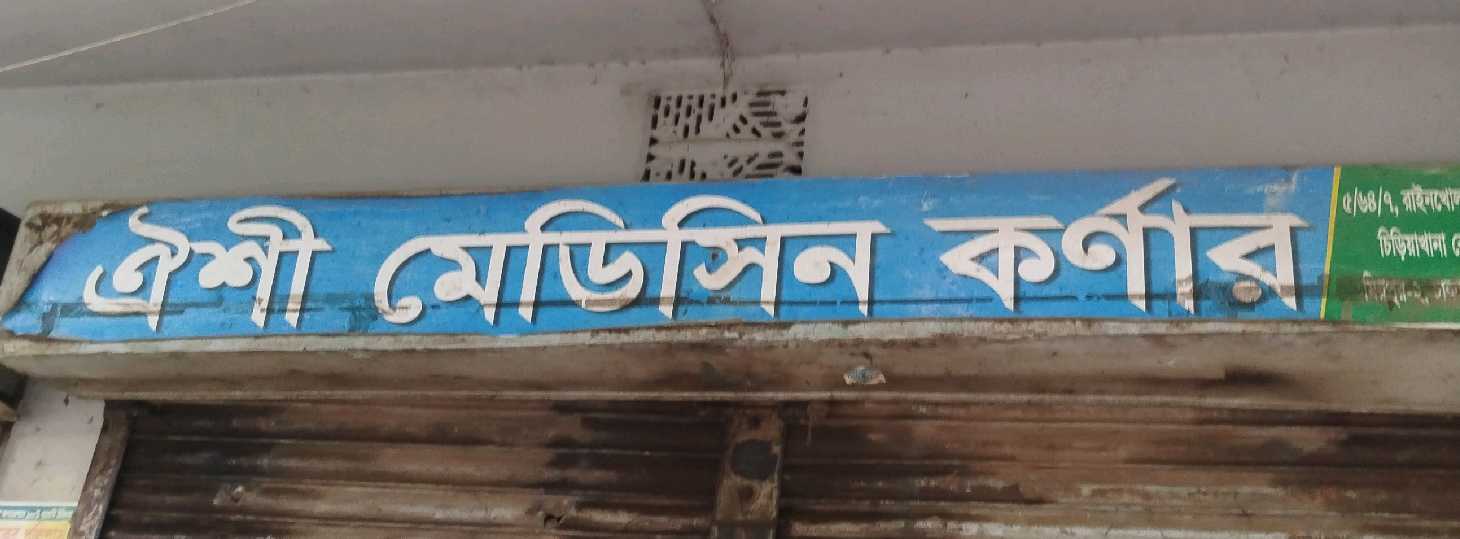 ঐশী মেডিসিন কর্ণার
৫/৬৪/৭, রাইনখোলা
চিড়িয়াখানা